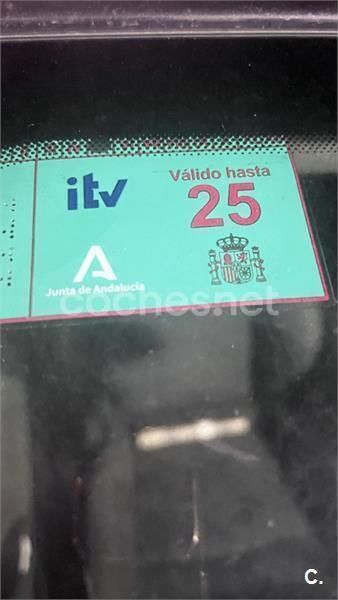 itv
Válido hasta
25
Junta de Andalucía
coches.net
C.